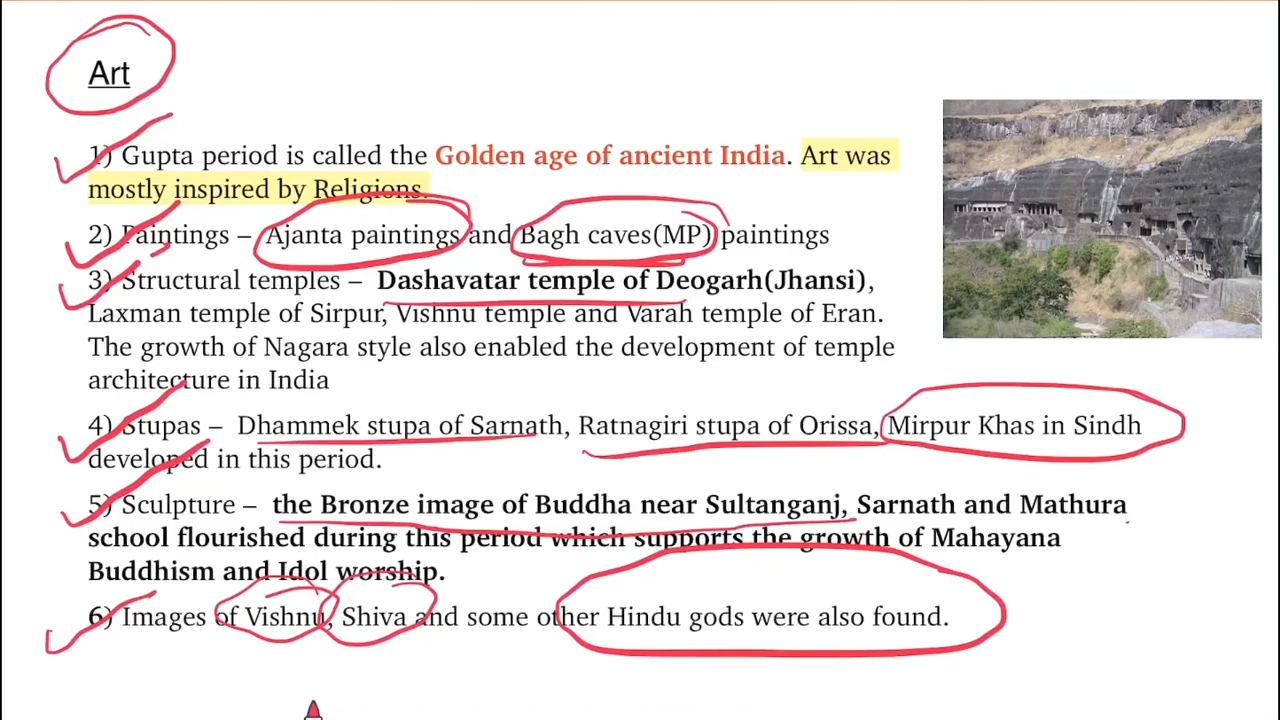 Art
1) Gupta period is called the Golden age of ancient India. Art was
mostly inspired by Religions.
2) Paintings – Ajanta paintings and Bagh caves(MP) paintings
3) Structural temples – Dashavatar temple of Deogarh(Jhansi),
Laxman temple of Sirpur, Vishnu temple and Varah temple of Eran.
The growth of Nagara style also enabled the development of temple
architecture in India
4) Stupas – Dhammek stupa of Sarnath, Ratnagiri stupa of Orissa, Mirpur Khas in Sindh
developed in this period.
5) Sculpture – the Bronze image of Buddha near Sultanganj, Sarnath and Mathura
school flourished during this period which supports the growth of Mahayana
Buddhism and Idol worship.
6) Images of Vishnu, Shiva and some other Hindu gods were also found.